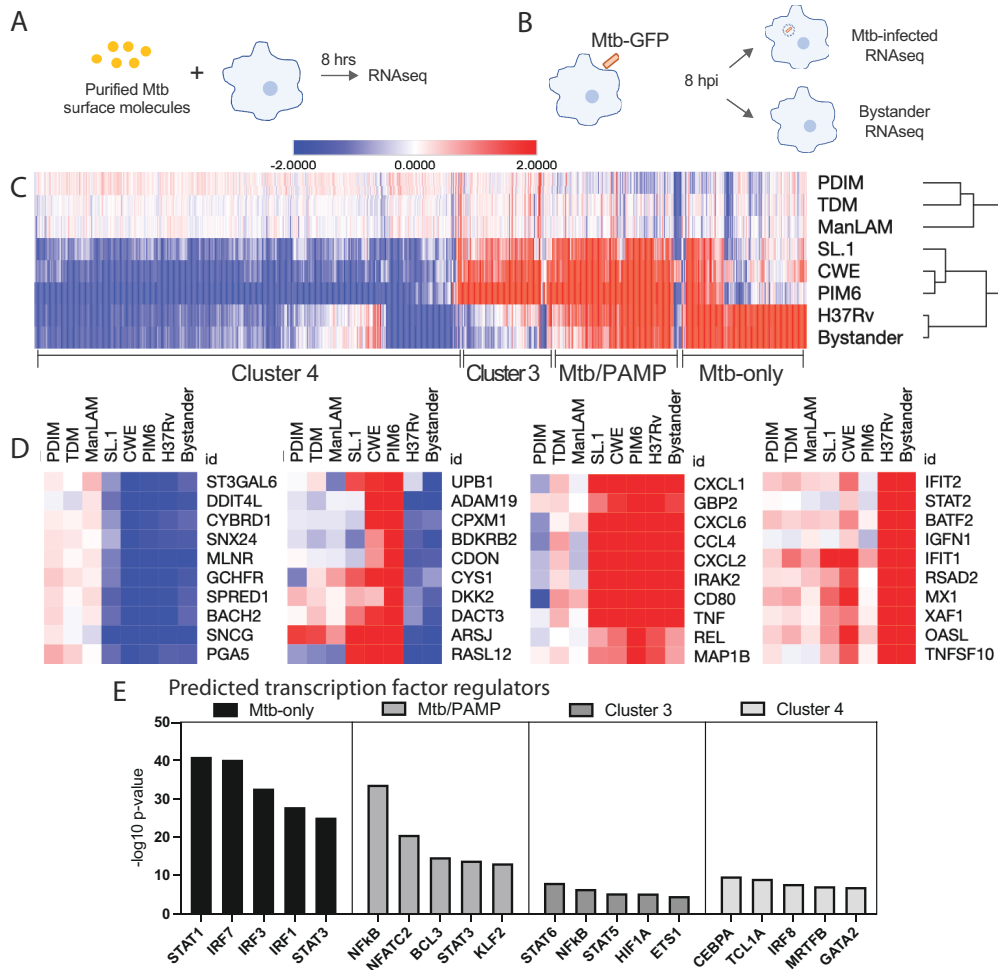 A
Purified Mtb
surface molecules
+
8 hrs
RNAseq
B
Mtb-GFP
8 hpi
Mtb-infected
RNAseq
Bystander
RNAseq
-2.0000 0.0000 2.0000
C
PDIM
TDM
ManLAM
SL.1
CWE
PIM6
H37Rv
Bystander
Cluster 4 Cluster 3 Mtb/PAMP Mtb-only
D
PDIM TDM ManLAM SL.1 CWE PIM6 H37Rv Bystander id
ST3GAL6
DDIT4L
CYBRD1
SNX24
MLNR
GCHFR
SPRED1
BACH2
SNCG
PGA5
PDIM TDM ManLAM SL.1 CWE PIM6 H37Rv Bystander id
UPB1
ADAM19
CPXM1
BDKRB2
CDON
CYS1
DKK2
DACT3
ARSJ
RASL12
PDIM TDM ManLAM SL.1 CWE PIM6 H37Rv Bystander id
CXCL1
GBP2
CXCL6
CCL4
CXCL2
IRAK2
CD80
TNF
REL
MAP1B
PDIM TDM ManLAM SL.1 CWE PIM6 H37Rv Bystander id
IFIT2
STAT2
BATF2
IGFN1
IFIT1
RSAD2
MX1
XAF1
OASL
TNFSF10
E Predicted transcription factor regulators
Mtb-only Mtb/PAMP Cluster 3 Cluster 4
-log10 p-value
50
40
30
20
10
0
STAT1 IRF7 IRF3 IRF1 STAT3 NFkB NFATC2 BCL3 STAT3 KLF2 STAT6 NFkB STAT5 HIF1A ETS1 CEBPA TCL1A IRF8 MRTFB GATA2